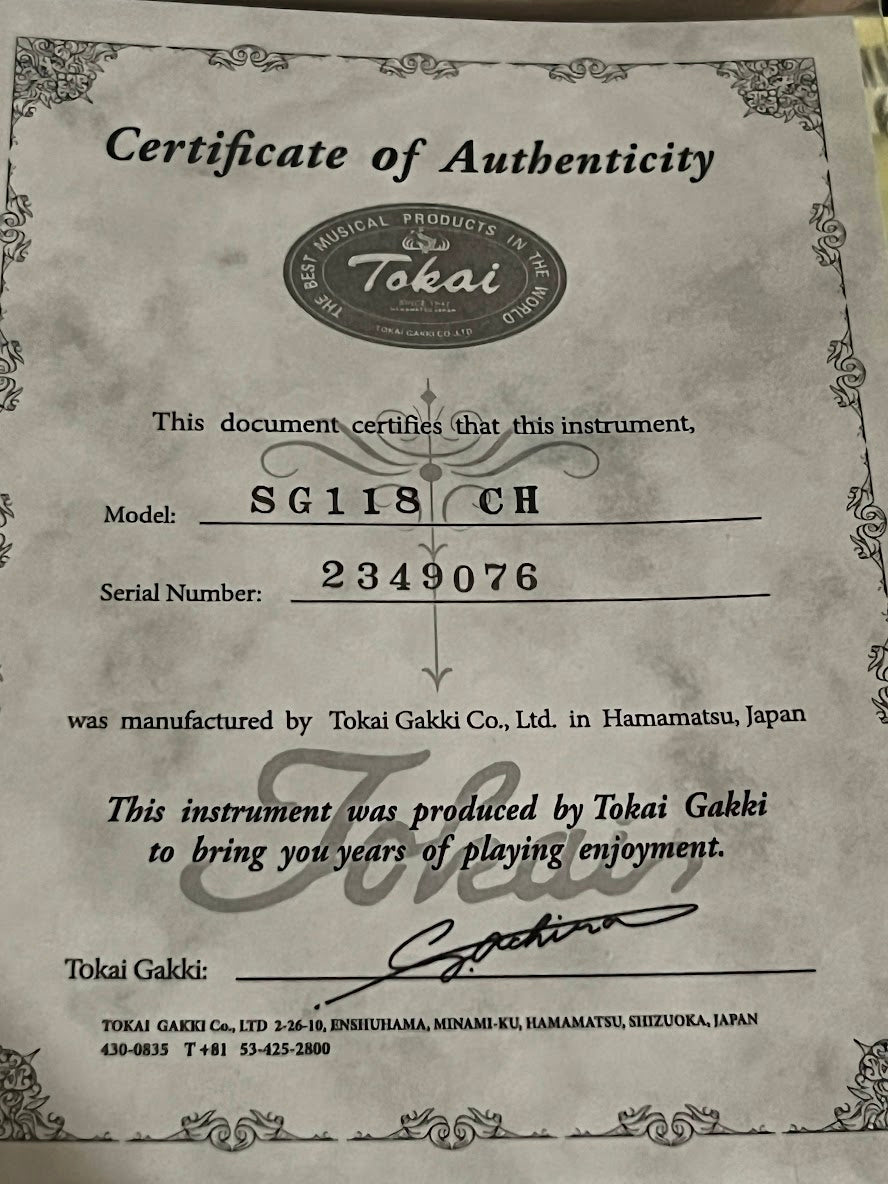 Certificate of Authenticity
THE BEST MUSICAL PRODUCTS IN THE WORLD
Tokai
TOKAI GAKKI CO.,LTD
This document certifies that this instrument,
Model: SG118 CH
Serial Number: 2349076
was manufactured by Tokai Gakki Co., Ltd. in Hamamatsu, Japan
Tokai
This instrument was produced by Tokai Gakki
to bring you years of playing enjoyment.
Tokai Gakki:
TOKAI GAKKI Co., LTD 2-26-10, ENSHUHAMA, MINAMI-KU, HAMAMATSU, SHIZUOKA, JAPAN
430-0835 T +81 53-425-2800